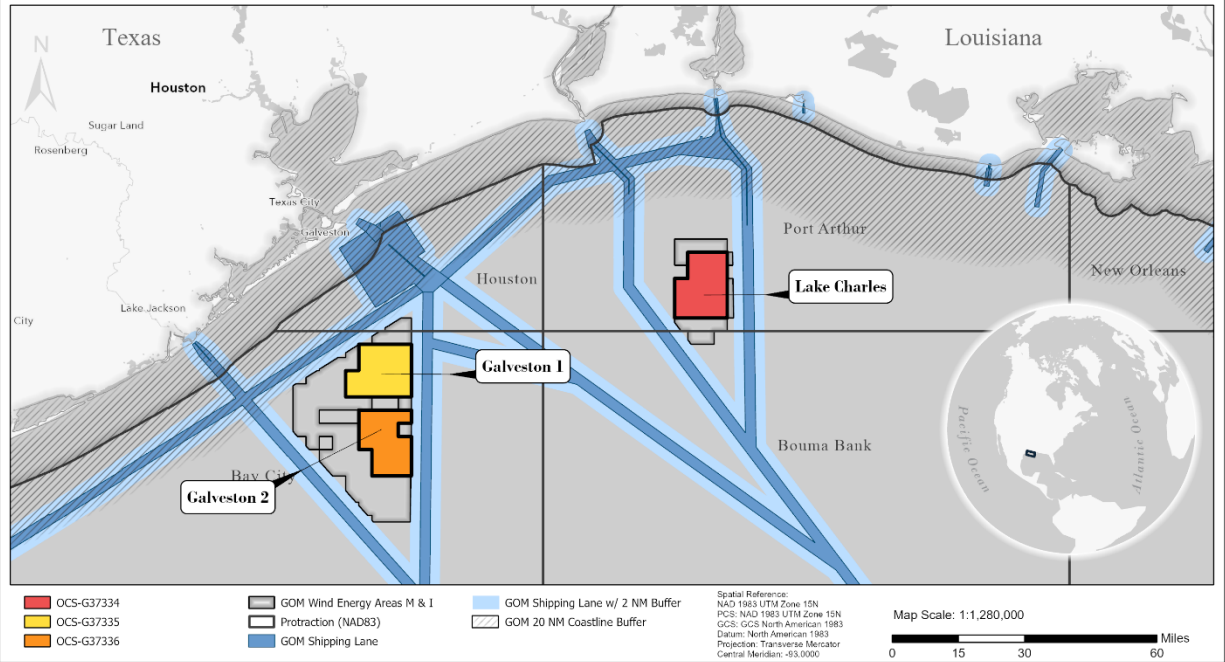 Texas
Louisiana
N
Houston
Sugar Land
Rosenberg
Texas City
Galveston
Port Arthur
Houston
New Orleans
Lake Charles
Lake Jackson
City
Galveston 1
Bouma Bank
Bay City
Galveston 2
Pacific Ocean
Atlantic Ocean
OCS-G37334
OCS-G37335
OCS-G37336
GOM Wind Energy Areas M & I
Protraction (NAD83)
GOM Shipping Lane
GOM Shipping Lane w/ 2 NM Buffer
GOM 20 NM Coastline Buffer
Spatial Reference:
NAD 1983 UTM Zone 15N
PCS: NAD 1983 UTM Zone 15N
GCS: GCS North American 1983
Datum: North American 1983
Projection: Transverse Mercator
Central Meridian: -93.0000
Map Scale: 1:1,280,000
Miles
0 15 30 60